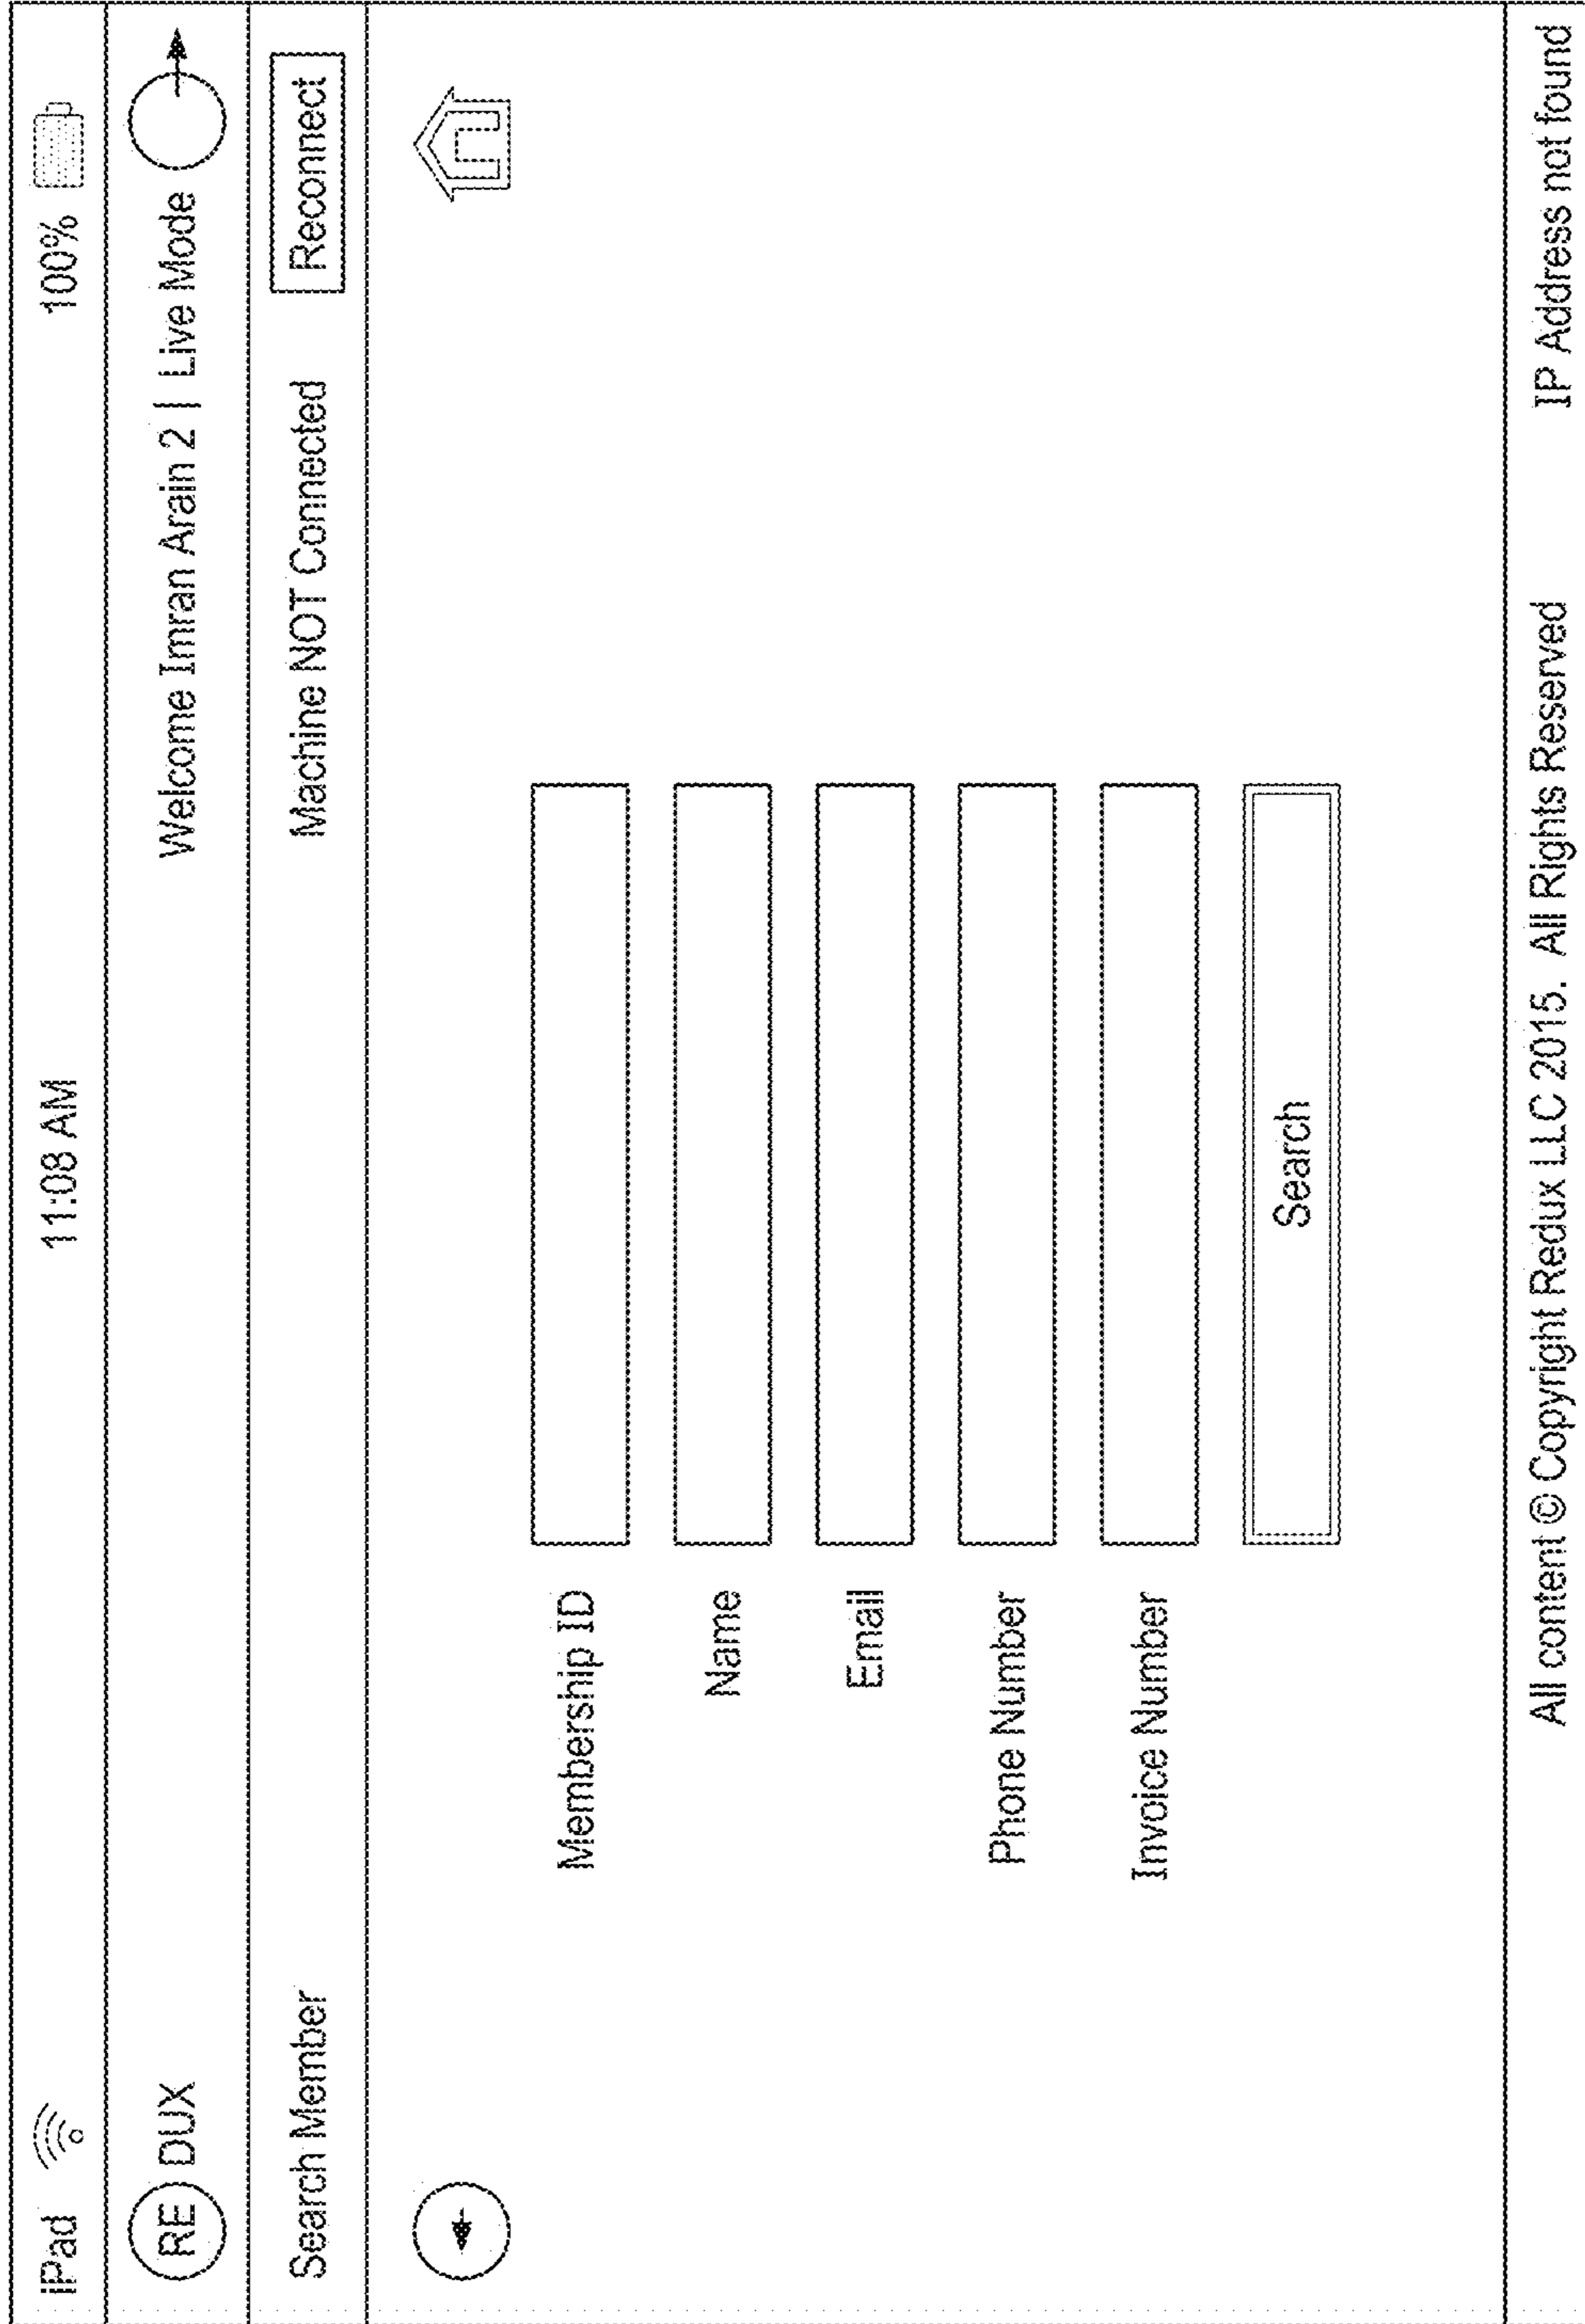 iPad 11:08 AM 100%
RE DUX Welcome Imran Arain 2 | Live Mode
Search Member Machine NOT Connected Reconnect
Membership ID
Name
Email
Phone Number
Invoice Number
Search
All content © Copyright Redux LLC 2015. All Rights Reserved IP Address not found